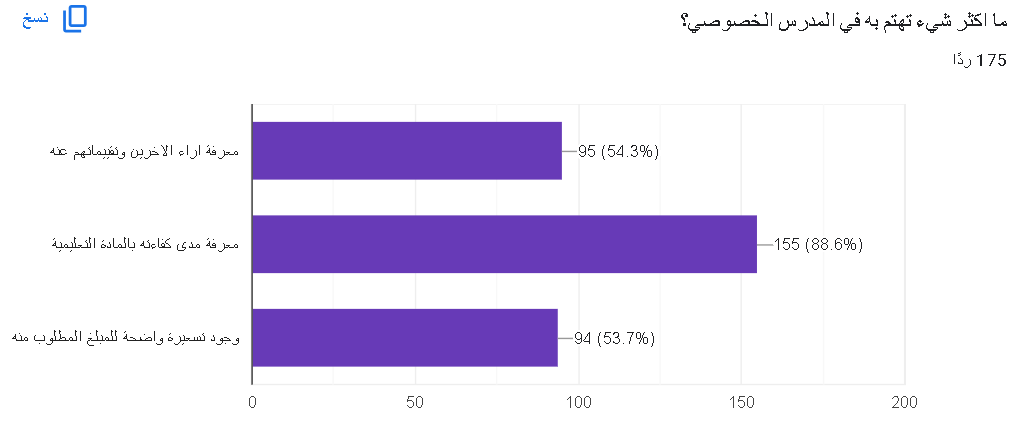 ما اكثر شيء تهتم به في المدرس الخصوصي؟
نسخ
175 ردًا
معرفة اراء الاخرين وتقييماتهم عنه
95 (54.3%)
معرفة مدى كفاءته بالمادة التعليمية
155 (88.6%)
وجود تسعيرة واضحة للمبلغ المطلوب منه
94 (53.7%)
0 50 100 150 200